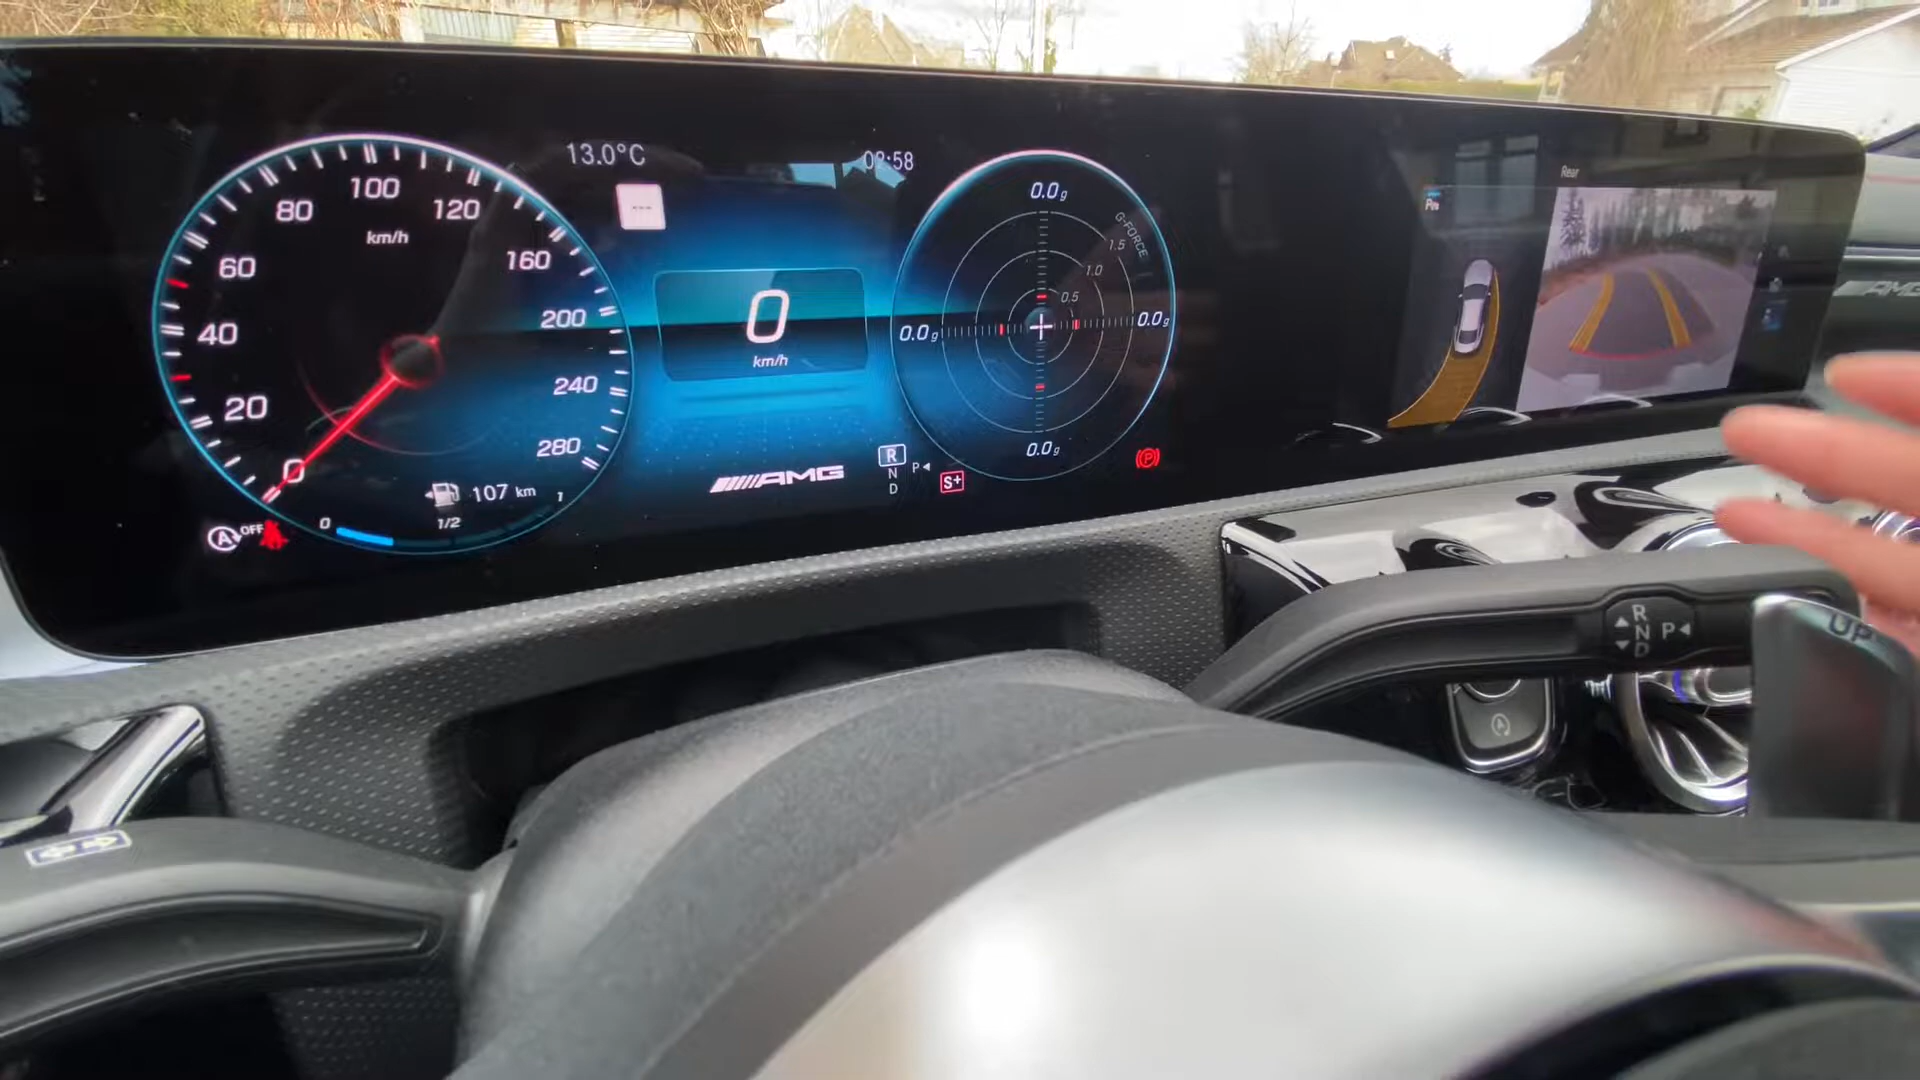 13.0°C
100
80
120
km/h
60
160
40
200
20
240
0
280
107 km
0
1/2
1
OFF
---
0
km/h
AMG
R
N
P◄
D
S+
0.0g
G-FORCE
1.5
1.0
0.5
0.0g
0.0g
0.0g
P
Rear
AMG
R
N
P◄
D
UP
A